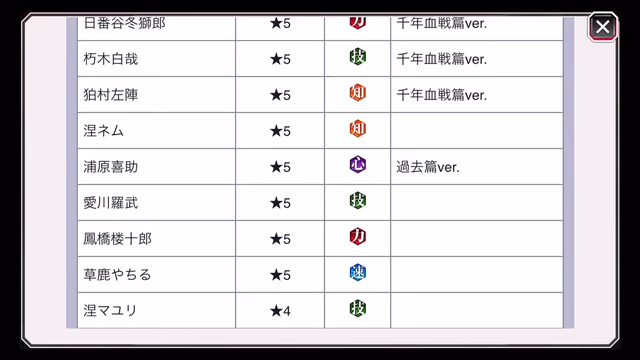 日番谷冬獅郎 ★5 力 千年血戦篇ver.
朽木白哉 ★5 技 千年血戦篇ver.
狛村左陣 ★5 知 千年血戦篇ver.
涅ネム ★5 知
浦原喜助 ★5 心 過去篇ver.
愛川羅武 ★5 技
鳳橋楼十郎 ★5 力
草鹿やちる ★5 速
涅マユリ ★4 技